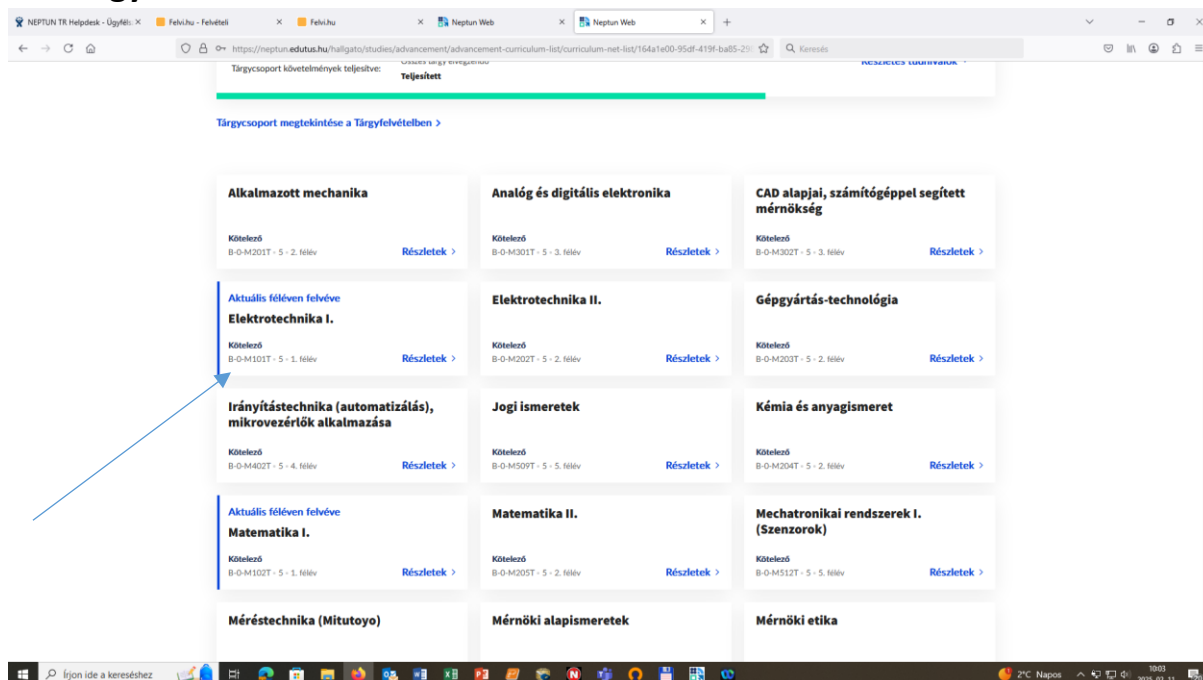 NEPTUN TR Helpdesk - Ügyfél
Felvi.hu - Felvételi
Felvi.hu
Neptun Web
Neptun Web
https://neptun.edutus.hu/hallgato/studies/advancement/advancement-curriculum-list/curriculum-net-list/164a1e00-95df-419f-ba85-29
Keresés
Tárgycsoport követelmények teljesítve:
Összes tárgy elvégzendő
Teljesített
Részletes tudnivalók
Tárgycsoport megtekintése a Tárgyfelvételben >
Alkalmazott mechanika
Kötelező
B-0-M201T - 5 - 2. félév
Részletek >
Analóg és digitális elektronika
Kötelező
B-0-M301T - 5 - 3. félév
Részletek >
CAD alapjai, számítógéppel segített
mérnökség
Kötelező
B-0-M302T - 5 - 3. félév
Részletek >
Aktuális féléven felvéve
Elektrotechnika I.
Kötelező
B-0-M101T - 5 - 1. félév
Részletek >
Elektrotechnika II.
Kötelező
B-0-M202T - 5 - 2. félév
Részletek >
Gépgyártás-technológia
Kötelező
B-0-M203T - 5 - 2. félév
Részletek >
Irányítástechnika (automatizálás),
mikrovezérlők alkalmazása
Kötelező
B-0-M402T - 5 - 4. félév
Részletek >
Jogi ismeretek
Kötelező
B-0-M509T - 5 - 5. félév
Részletek >
Kémia és anyagismeret
Kötelező
B-0-M204T - 5 - 2. félév
Részletek >
Aktuális féléven felvéve
Matematika I.
Kötelező
B-0-M102T - 5 - 1. félév
Részletek >
Matematika II.
Kötelező
B-0-M205T - 5 - 2. félév
Részletek >
Mechatronikai rendszerek I.
(Szenzorok)
Kötelező
B-0-M512T - 5 - 5. félév
Részletek >
Méréstechnika (Mitutoyo)
Mérnöki alapismeretek
Mérnöki etika
Írjon ide a kereséshez
2°C Napos
10:03
2025. 02. 11.